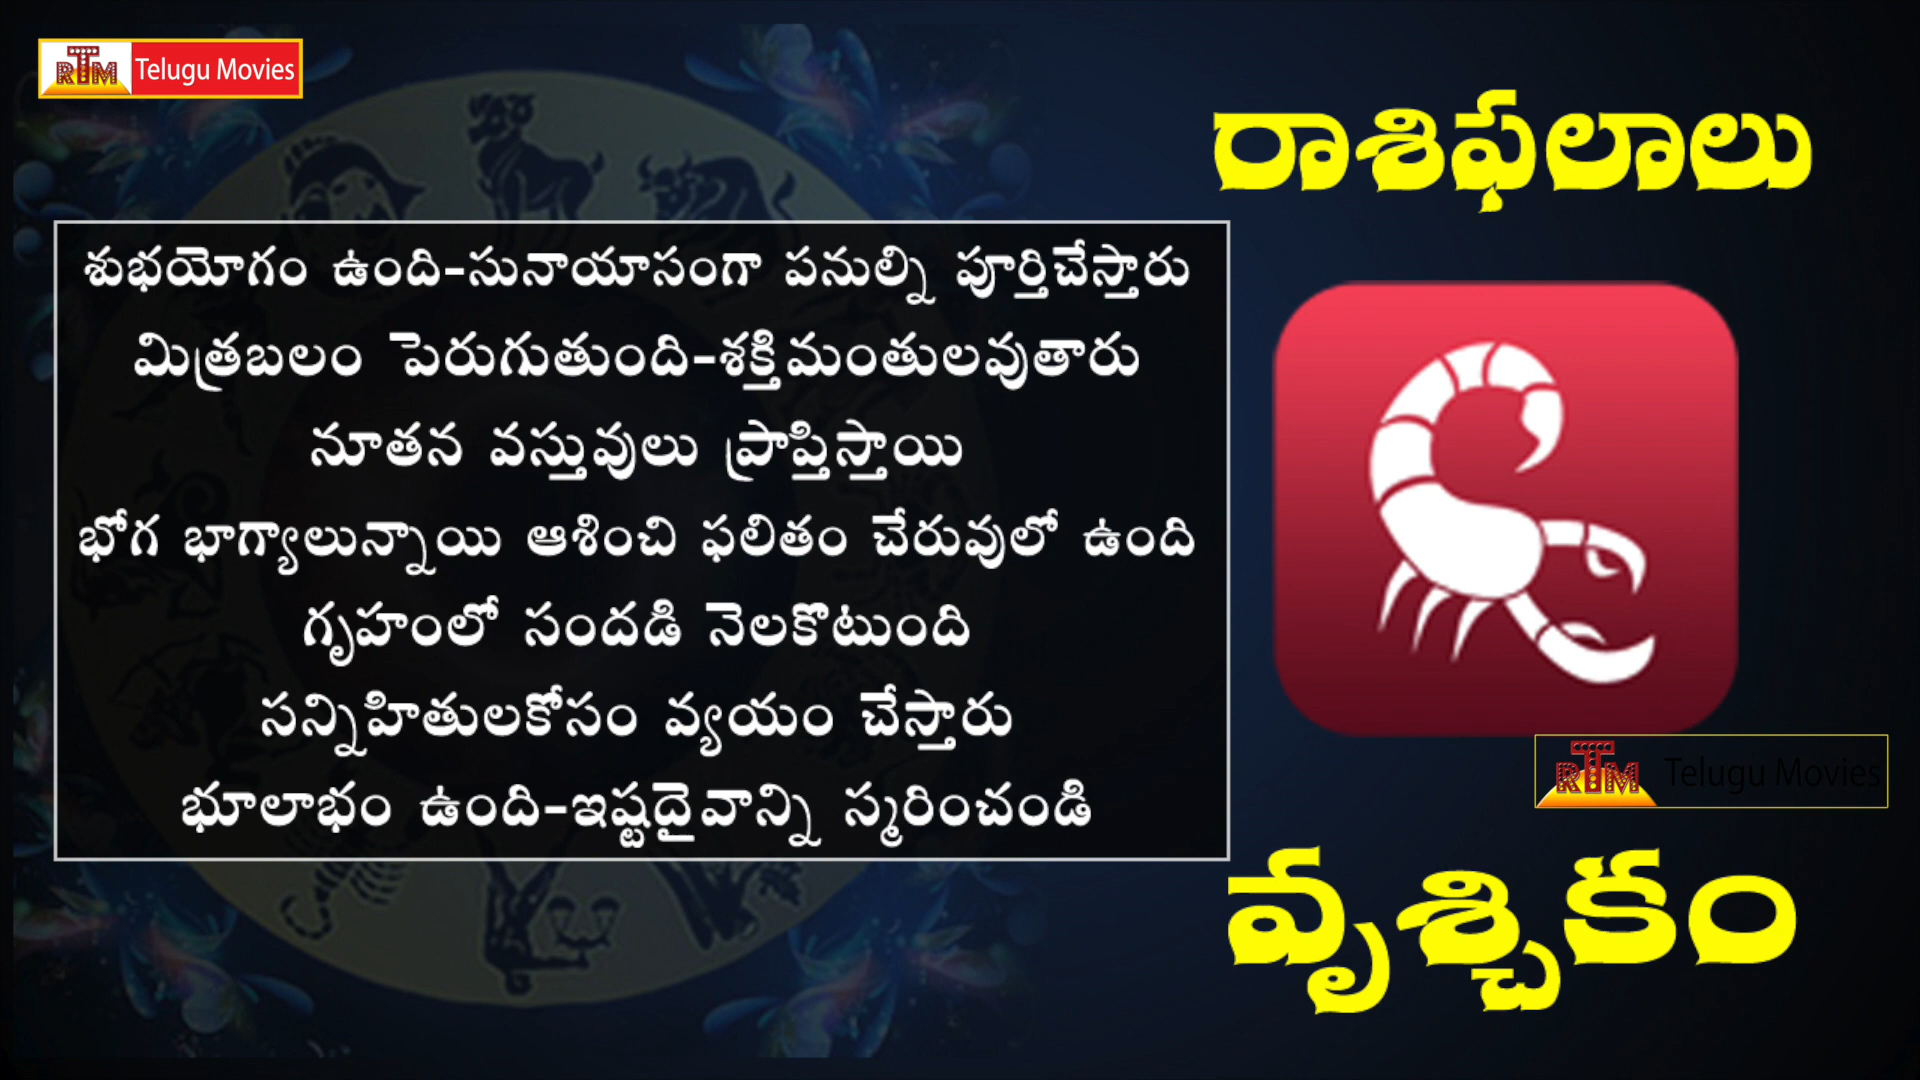 RTM Telugu Movies
రాశిఫలాలు
శుభయోగం ఉంది-సునాయాసంగా పనుల్ని పూర్తిచేస్తారు
మిత్రబలం పెరుగుతుంది-శక్తిమంతులవుతారు
నూతన వస్తువులు ప్రాప్తిస్తాయి
భోగ భాగ్యాలున్నాయి ఆశించి ఫలితం చేరువులో ఉంది
గృహంలో సందడి నెలకొటుంది
సన్నిహితులకోసం వ్యయం చేస్తారు
భూలాభం ఉంది-ఇష్టదైవాన్ని స్మరించండి
RTM Telugu Movies
వృశ్చికం